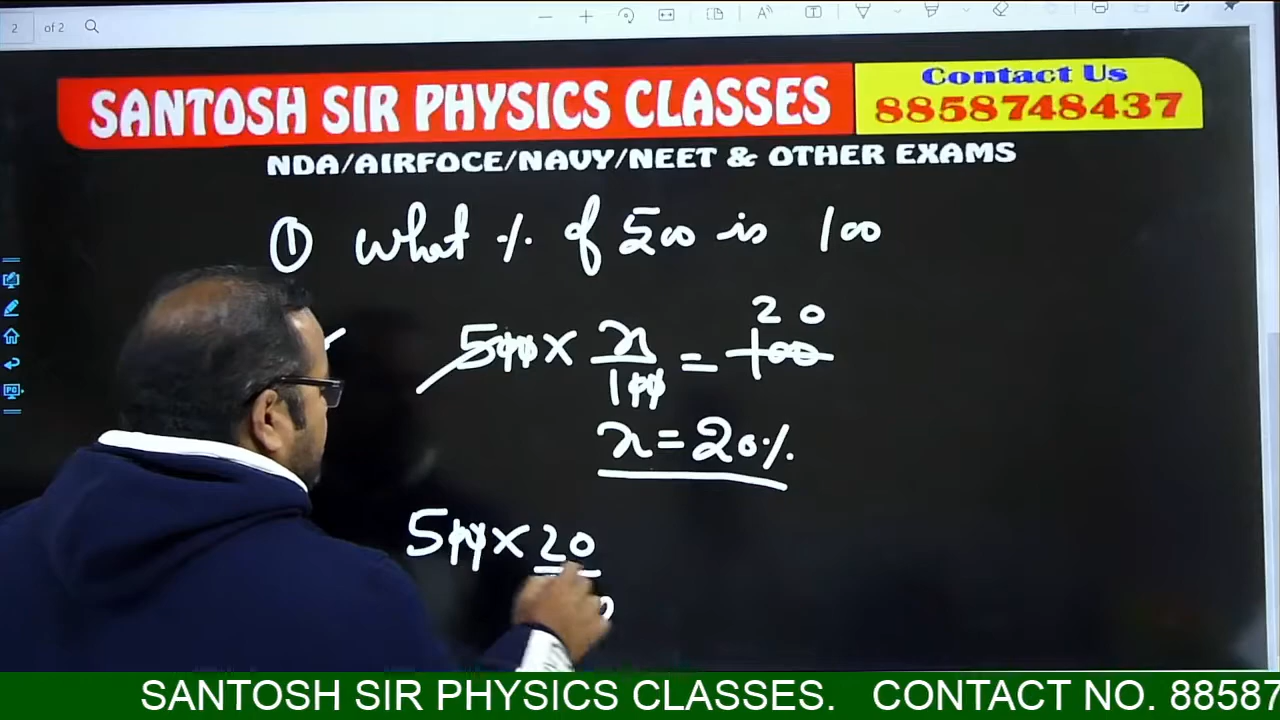 2 of 2
SANTOSH SIR PHYSICS CLASSES
Contact Us
8858748437
NDA/AIRFOCE/NAVY/NEET & OTHER EXAMS
① what % of 500 is 100
20
500 × x/100 = 100
x = 20%
500 × 20
SANTOSH SIR PHYSICS CLASSES. CONTACT NO. 88587